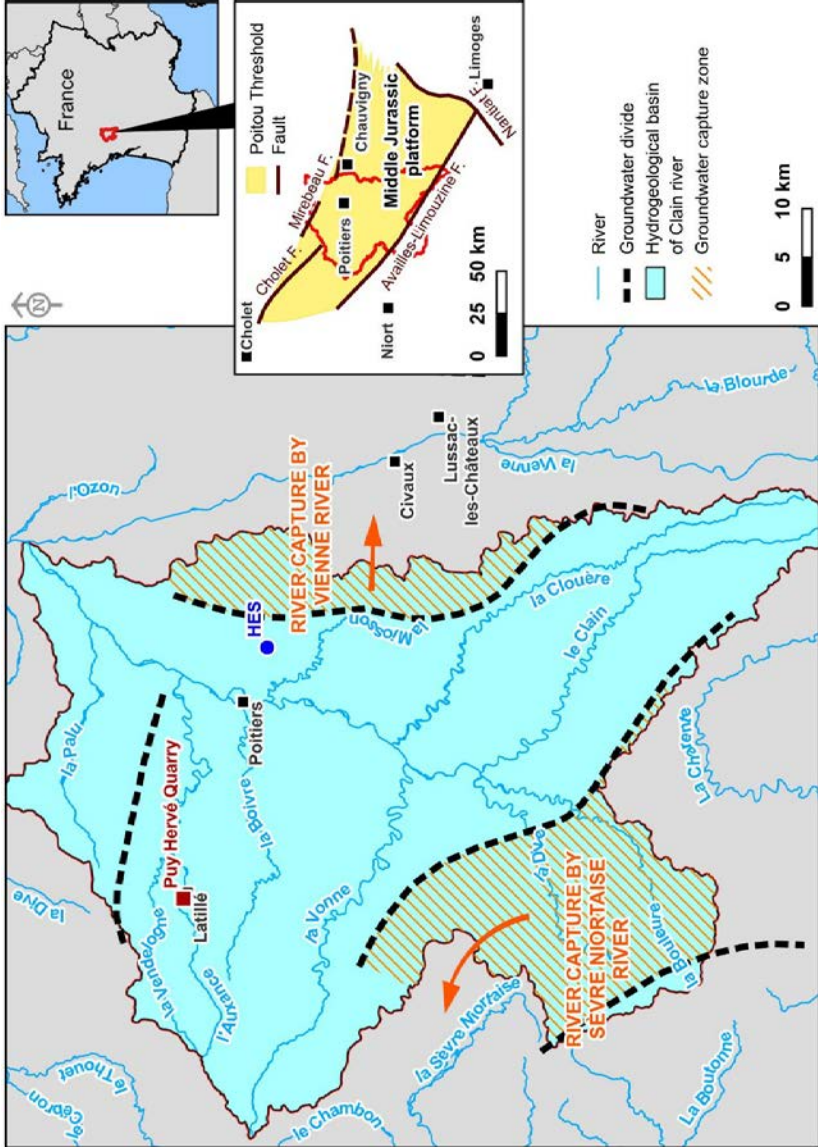 le Cébron
le Thouet
la Dive
la Palu
l'Ozon
la Vendelogne
Puy Hervé Quarry
Latillé
l'Auxance
la Boivre
Poitiers
HES
RIVER CAPTURE BY
VIENNE RIVER
Civaux
Lussac-
les-Châteaux
la Vienne
la Blourde
le Chambon
la Vonne
la Miosson
la Clouère
le Clain
la Sèvre Niortaise
RIVER CAPTURE BY
SÈVRE NIORTAISE
RIVER
la Dive
la Bouleure
La Boutonne
La Charente
N
France
Poitou Threshold
Fault
Cholet
Cholet F.
Mirebeau F.
Chauvigny
Poitiers
Middle Jurassic
platform
Niort
Availles-Limouzine F.
Nantiat F.
Limoges
0 25 50 km
River
Groundwater divide
Hydrogeological basin
of Clain river
Groundwater capture zone
0 5 10 km